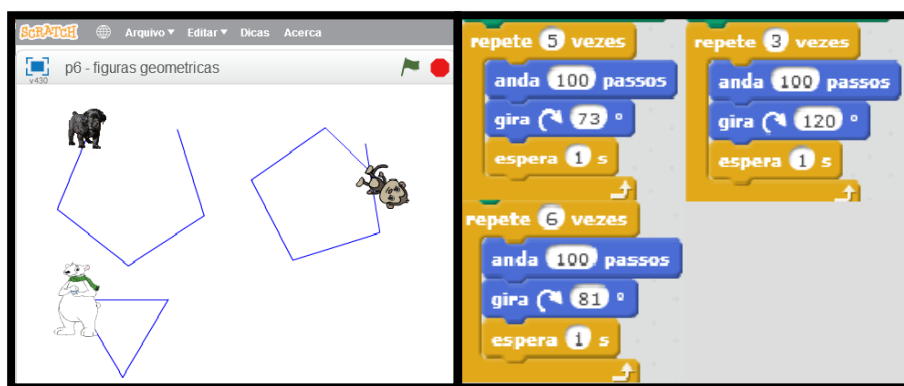 SCRATCH Arquivo Editar Dicas Acerca
v430
p6 - figuras geometricas
repete 5 vezes
anda 100 passos
gira 73 °
espera 1 s
repete 3 vezes
anda 100 passos
gira 120 °
espera 1 s
repete 6 vezes
anda 100 passos
gira 81 °
espera 1 s